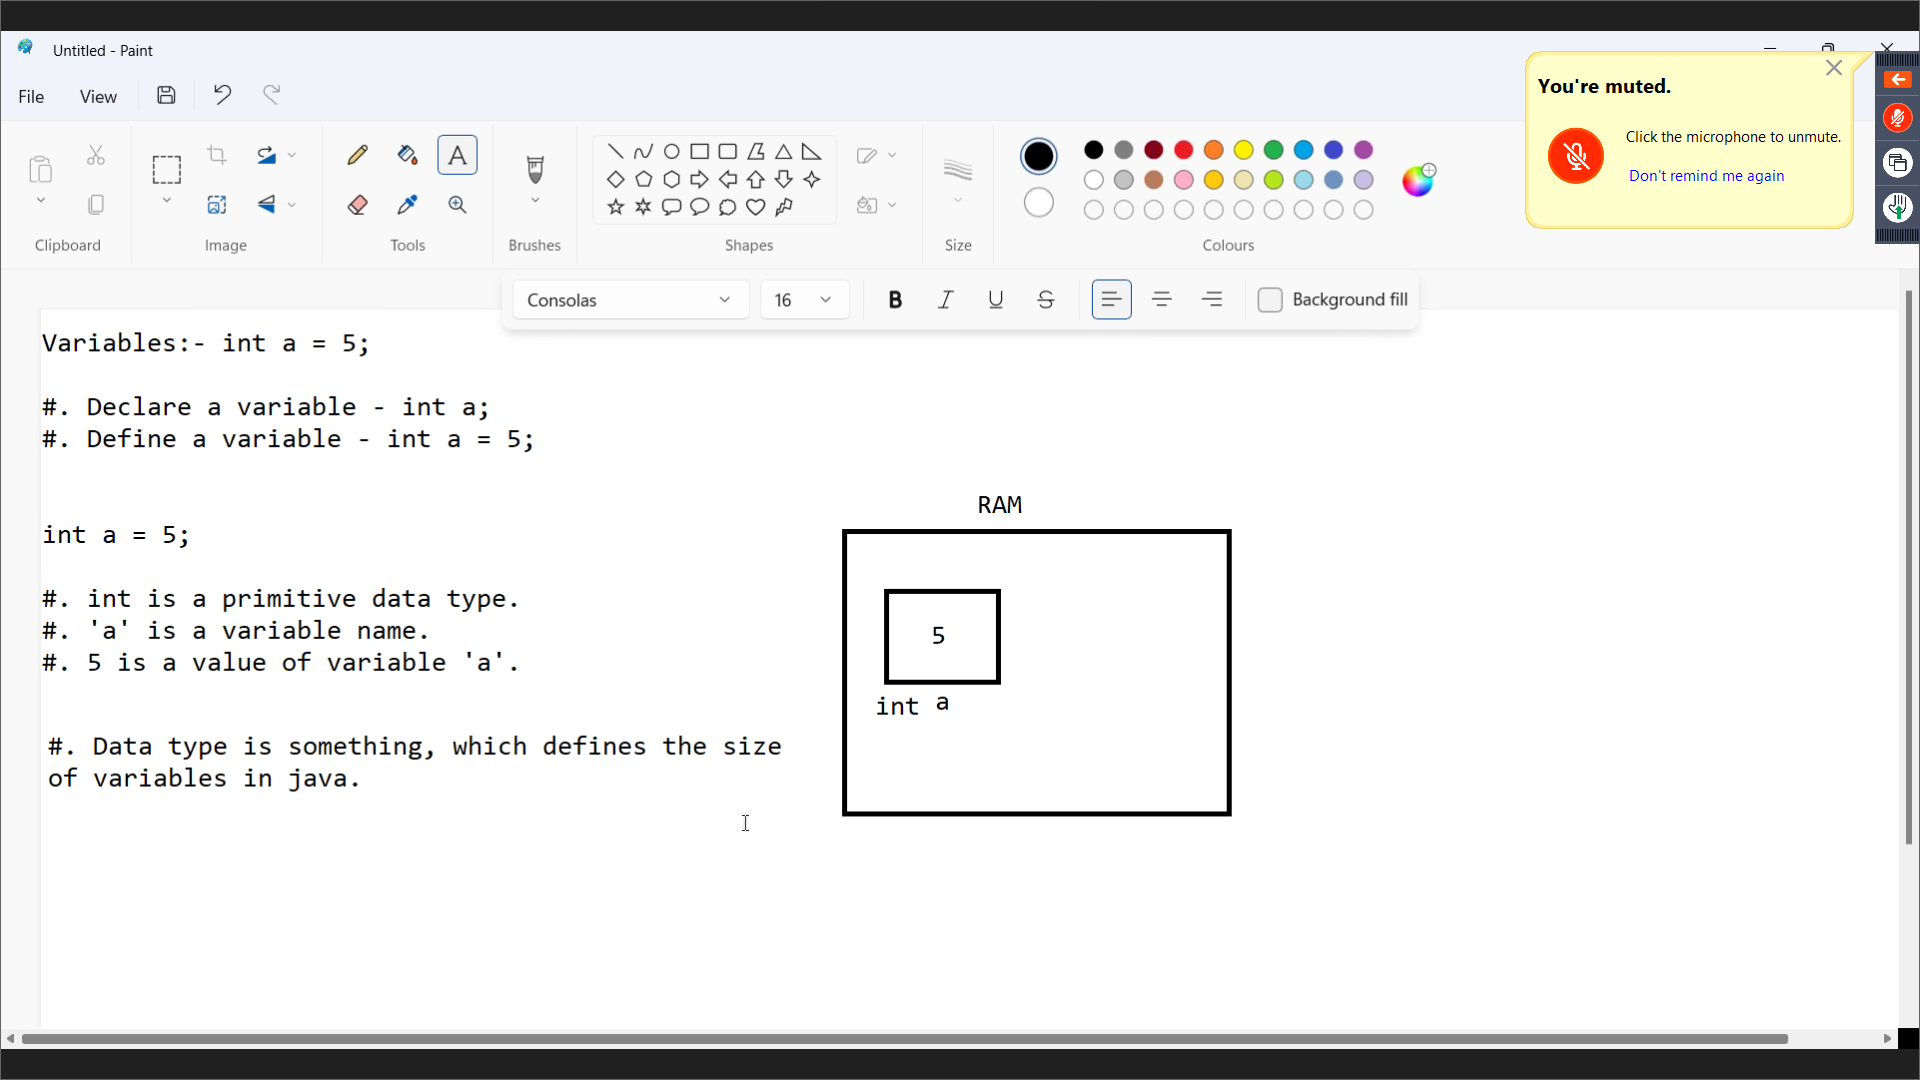 Untitled - Paint
File
View
You're muted.
Click the microphone to unmute.
Don't remind me again
Clipboard
Image
Tools
Brushes
Shapes
Size
Colours
Consolas
16
B
I
U
S
Background fill
Variables:- int a = 5;
#. Declare a variable - int a;
#. Define a variable - int a = 5;
int a = 5;
#. int is a primitive data type.
#. 'a' is a variable name.
#. 5 is a value of variable 'a'.
#. Data type is something, which defines the size
of variables in java.
RAM
5
int a